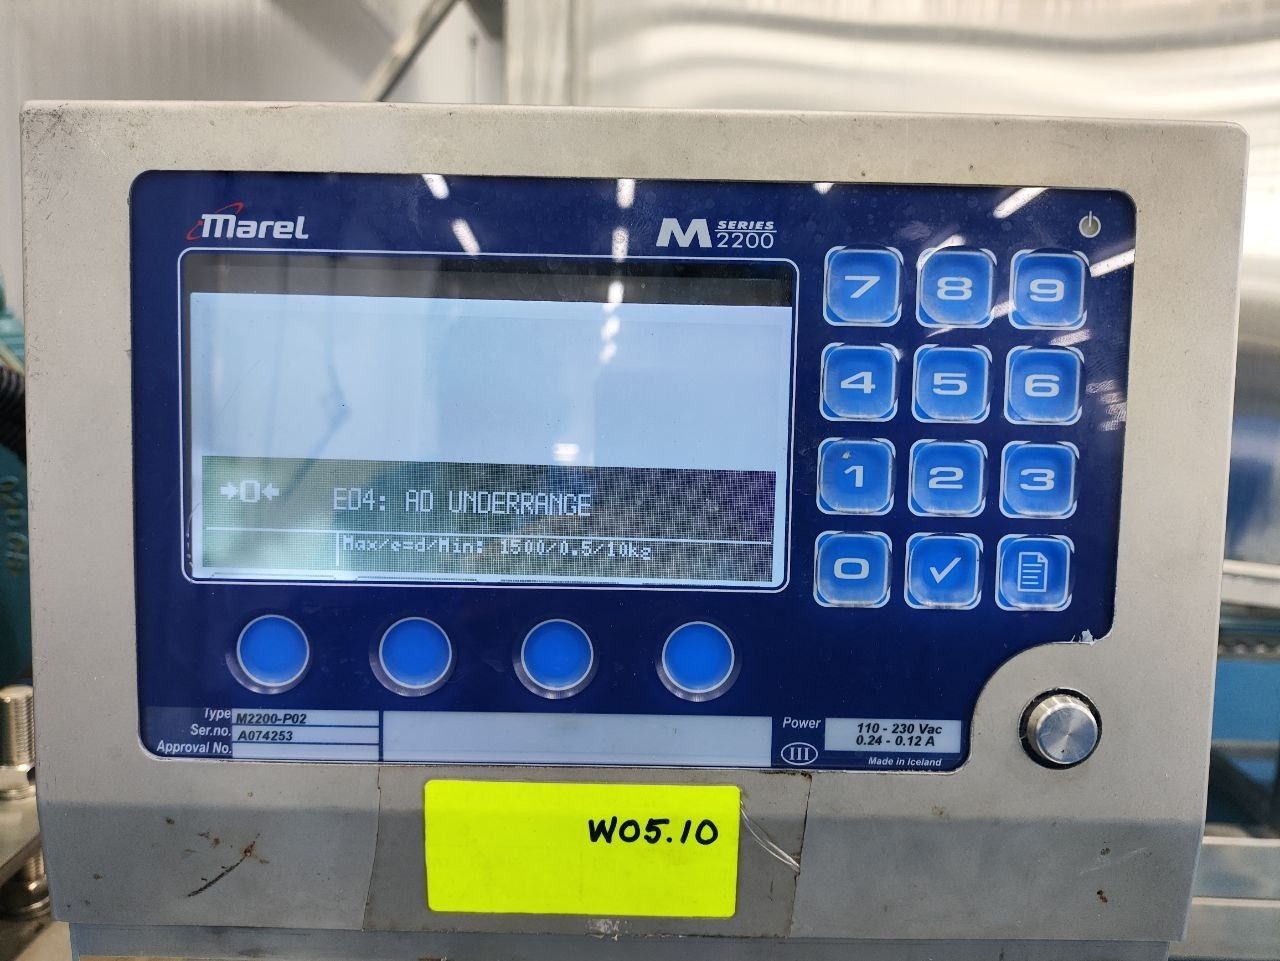 Marel
M SERIES
2200
7 8 9
4 5 6
1 2 3
0
E04: AD UNDERRANGE
→0←
Max/e=d/Min: 1500/0.5/10kg
Type M2200-P02
Ser.no. A074253
Approval No.
Power 110 - 230 Vac
0.24 - 0.12 A
III
Made in Iceland
W05.10